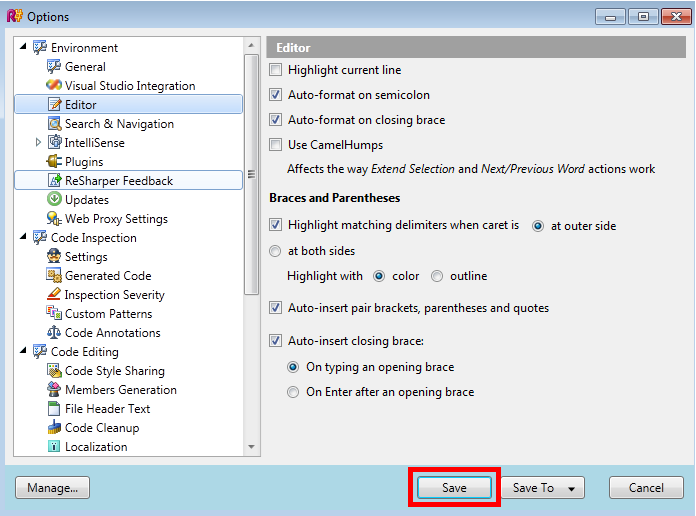 Options
Environment
General
Visual Studio Integration
Editor
Search & Navigation
IntelliSense
Plugins
ReSharper Feedback
Updates
Web Proxy Settings
Code Inspection
Settings
Generated Code
Inspection Severity
Custom Patterns
Code Annotations
Code Editing
Code Style Sharing
Members Generation
File Header Text
Code Cleanup
Localization
Editor
Highlight current line
Auto-format on semicolon
Auto-format on closing brace
Use CamelHumps
Affects the way Extend Selection and Next/Previous Word actions work
Braces and Parentheses
Highlight matching delimiters when caret is at outer side
at both sides
Highlight with color outline
Auto-insert pair brackets, parentheses and quotes
Auto-insert closing brace:
On typing an opening brace
On Enter after an opening brace
Manage... Save Save To Cancel